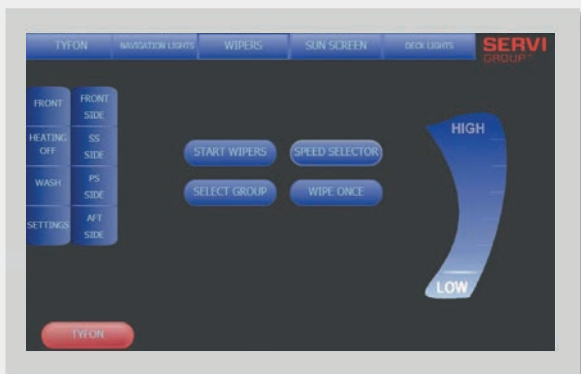 TYFON
NAVIGATION LIGHTS
WIPERS
SUN SCREEN
DECK LIGHTS
SERVI
GROUP
FRONT
FRONT
SIDE
HEATING
OFF
SS
SIDE
WASH
PS
SIDE
SETTINGS
AFT
SIDE
START WIPERS
SPEED SELECTOR
SELECT GROUP
WIPE ONCE
HIGH
LOW
TYFON